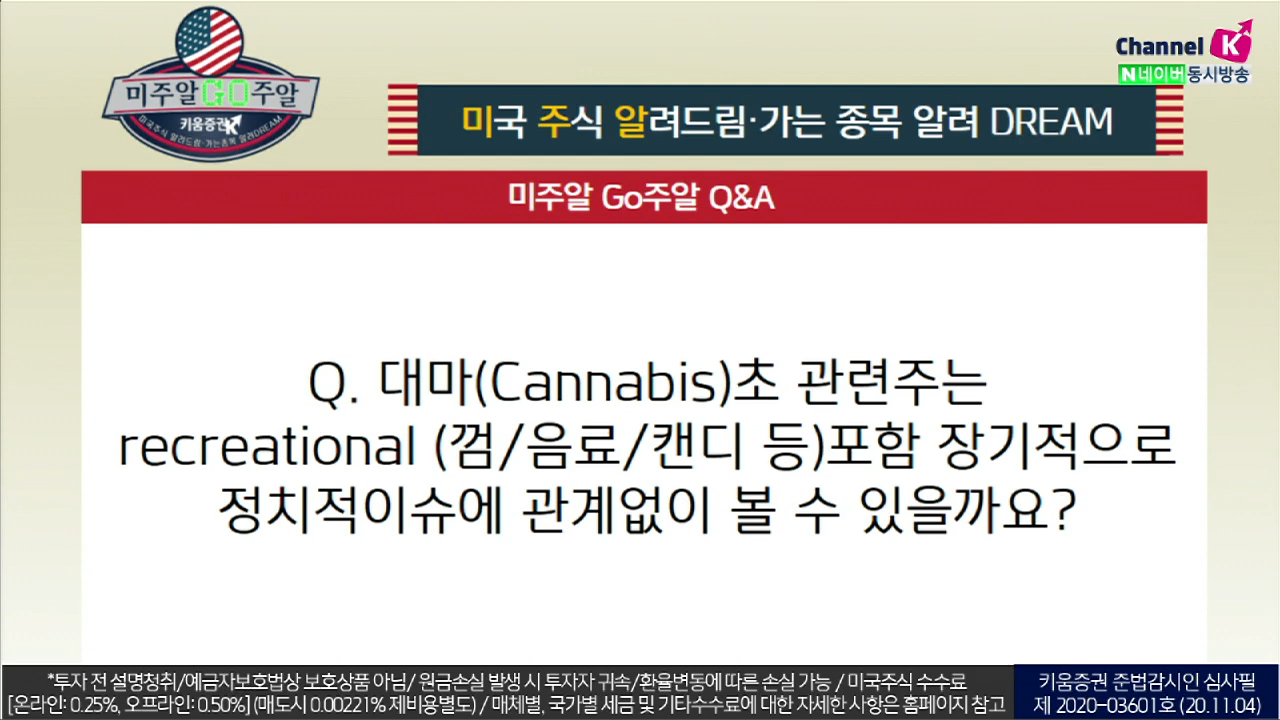 미주알GO주알
키움증권K
미국주식 알려드림·가는종목 알려DREAM
Channel K
N네이버 동시방송
미국 주식 알려드림·가는 종목 알려 DREAM
미주알 Go주알 Q&A
Q. 대마(Cannabis)초 관련주는
recreational (껌/음료/캔디 등)포함 장기적으로
정치적이슈에 관계없이 볼 수 있을까요?
*투자 전 설명청취/예금자보호법상 보호상품 아님/ 원금손실 발생 시 투자자 귀속/환율변동에 따른 손실 가능 / 미국주식 수수료
[온라인: 0.25%, 오프라인: 0.50%] (매도시 0.00221% 제비용별도) / 매체별, 국가별 세금 및 기타수수료에 대한 자세한 사항은 홈페이지 참고
키움증권 준법감시인 심사필
제 2020-03601호 (20.11.04)